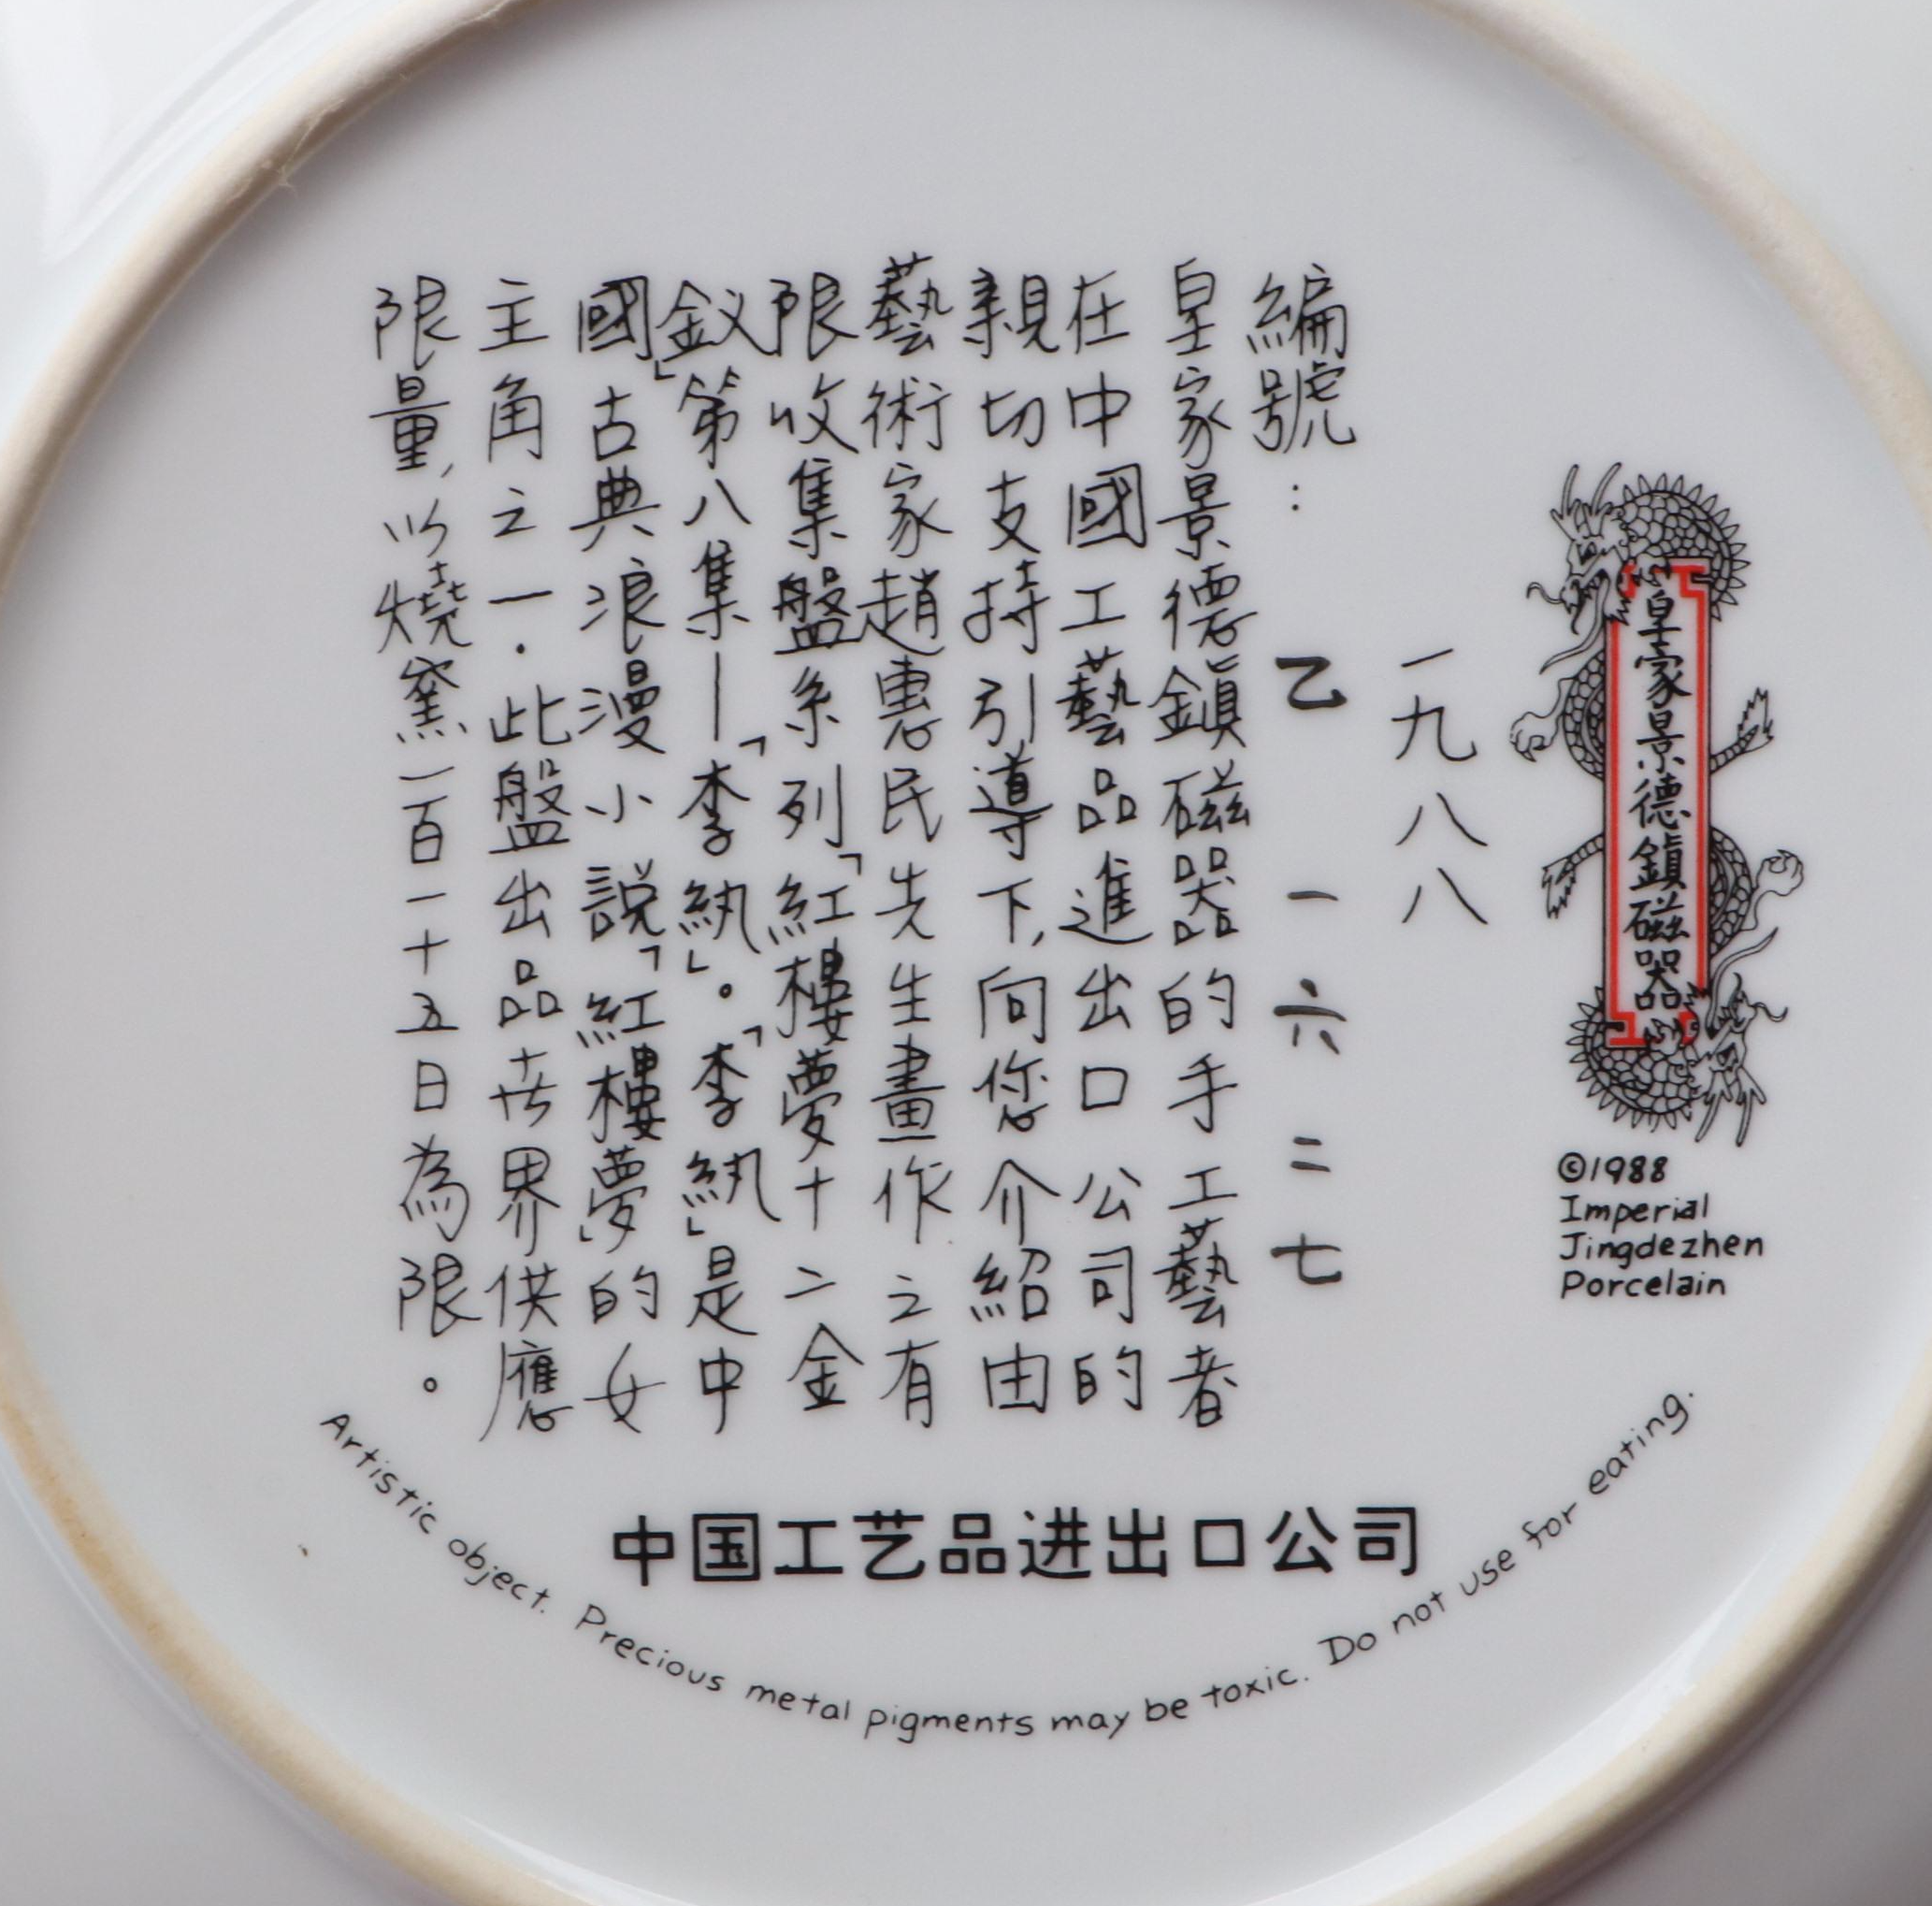 皇家景德鎮磁器
©1988
Imperial
Jingdezhen
Porcelain
一九八八
編號： 乙 一六二七
皇家景德鎮磁器的手工藝者
在中國工藝品進出口公司的
親切支持引導下，向您介紹由
藝術家趙惠民先生畫作之有
限收集盤系列「紅樓夢十二金
釵」第八集—「李紈」。「李紈」是中
國古典浪漫小說「紅樓夢」的女
主角之一．此盤出品共界供應
限量，以燒窯一百一十五日為限。
中国工艺品进出口公司
Artistic object. Precious metal pigments may be toxic. Do not use for eating.